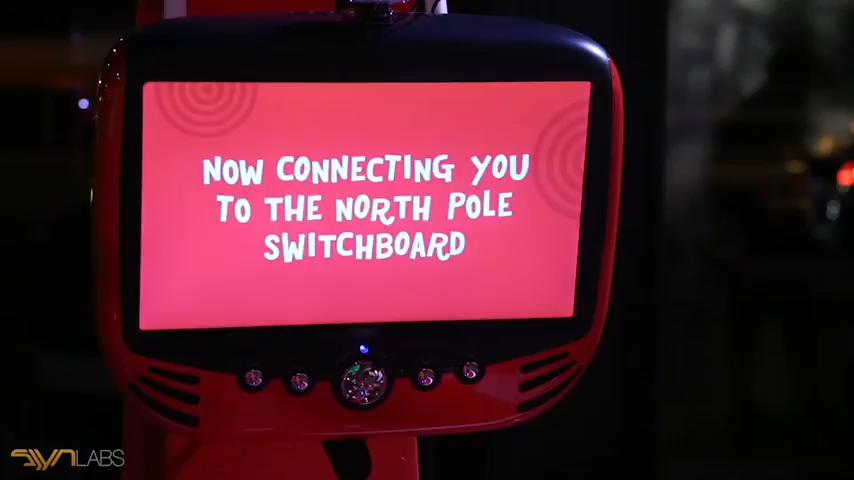 NOW CONNECTING YOU
TO THE NORTH POLE
SWITCHBOARD
SYNLABS